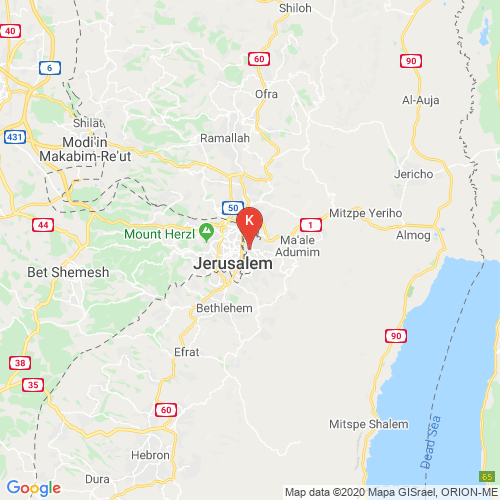 Shiloh
40
60
90
6
Ofra
Al-Auja
Shilat
431
Ramallah
Modi'in
Makabim-Re'ut
Jericho
50
K
1
Mitzpe Yeriho
44
Mount Herzl
Almog
Ma'ale
Adumim
Bet Shemesh
Jerusalem
Bethlehem
90
Efrat
38
35
60
Mitspe Shalem
Dead Sea
Hebron
Dura
65
Google
Map data ©2020 Mapa GISrael, ORION-ME